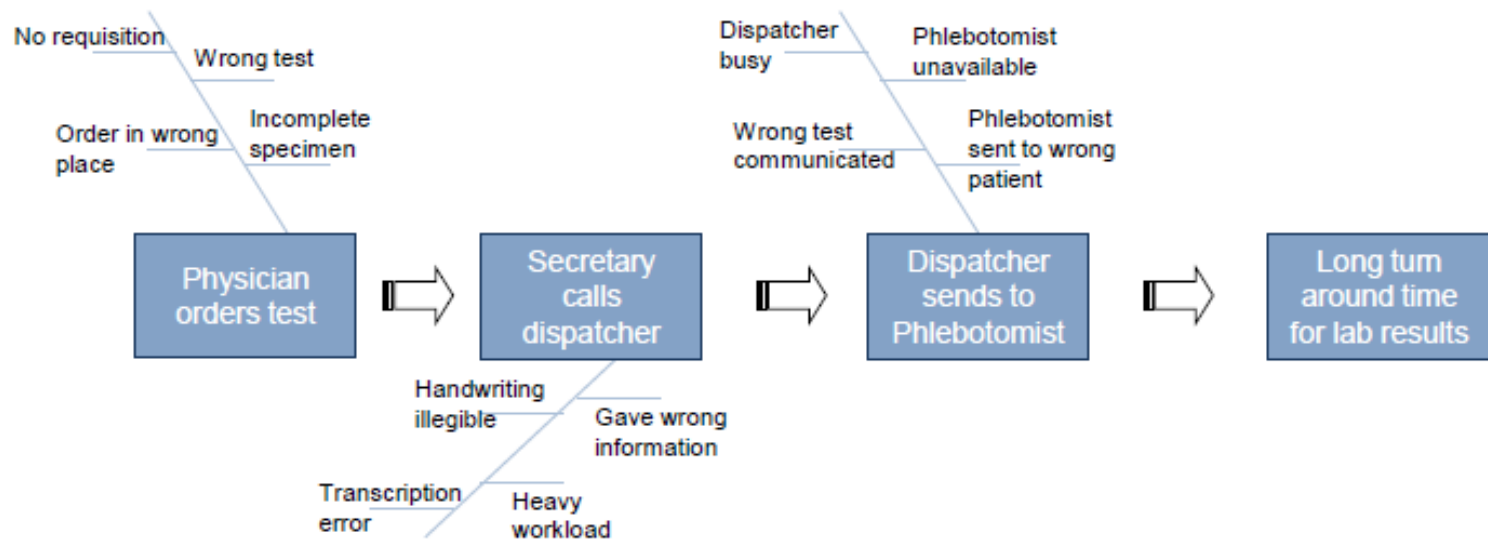 No requisition
Wrong test
Order in wrong
place
Incomplete
specimen
Dispatcher
busy
Phlebotomist
unavailable
Wrong test
communicated
Phlebotomist
sent to wrong
patient
Physician
orders test
Secretary
calls
dispatcher
Dispatcher
sends to
Phlebotomist
Long turn
around time
for lab results
Handwriting
illegible
Gave wrong
information
Transcription
error
Heavy
workload